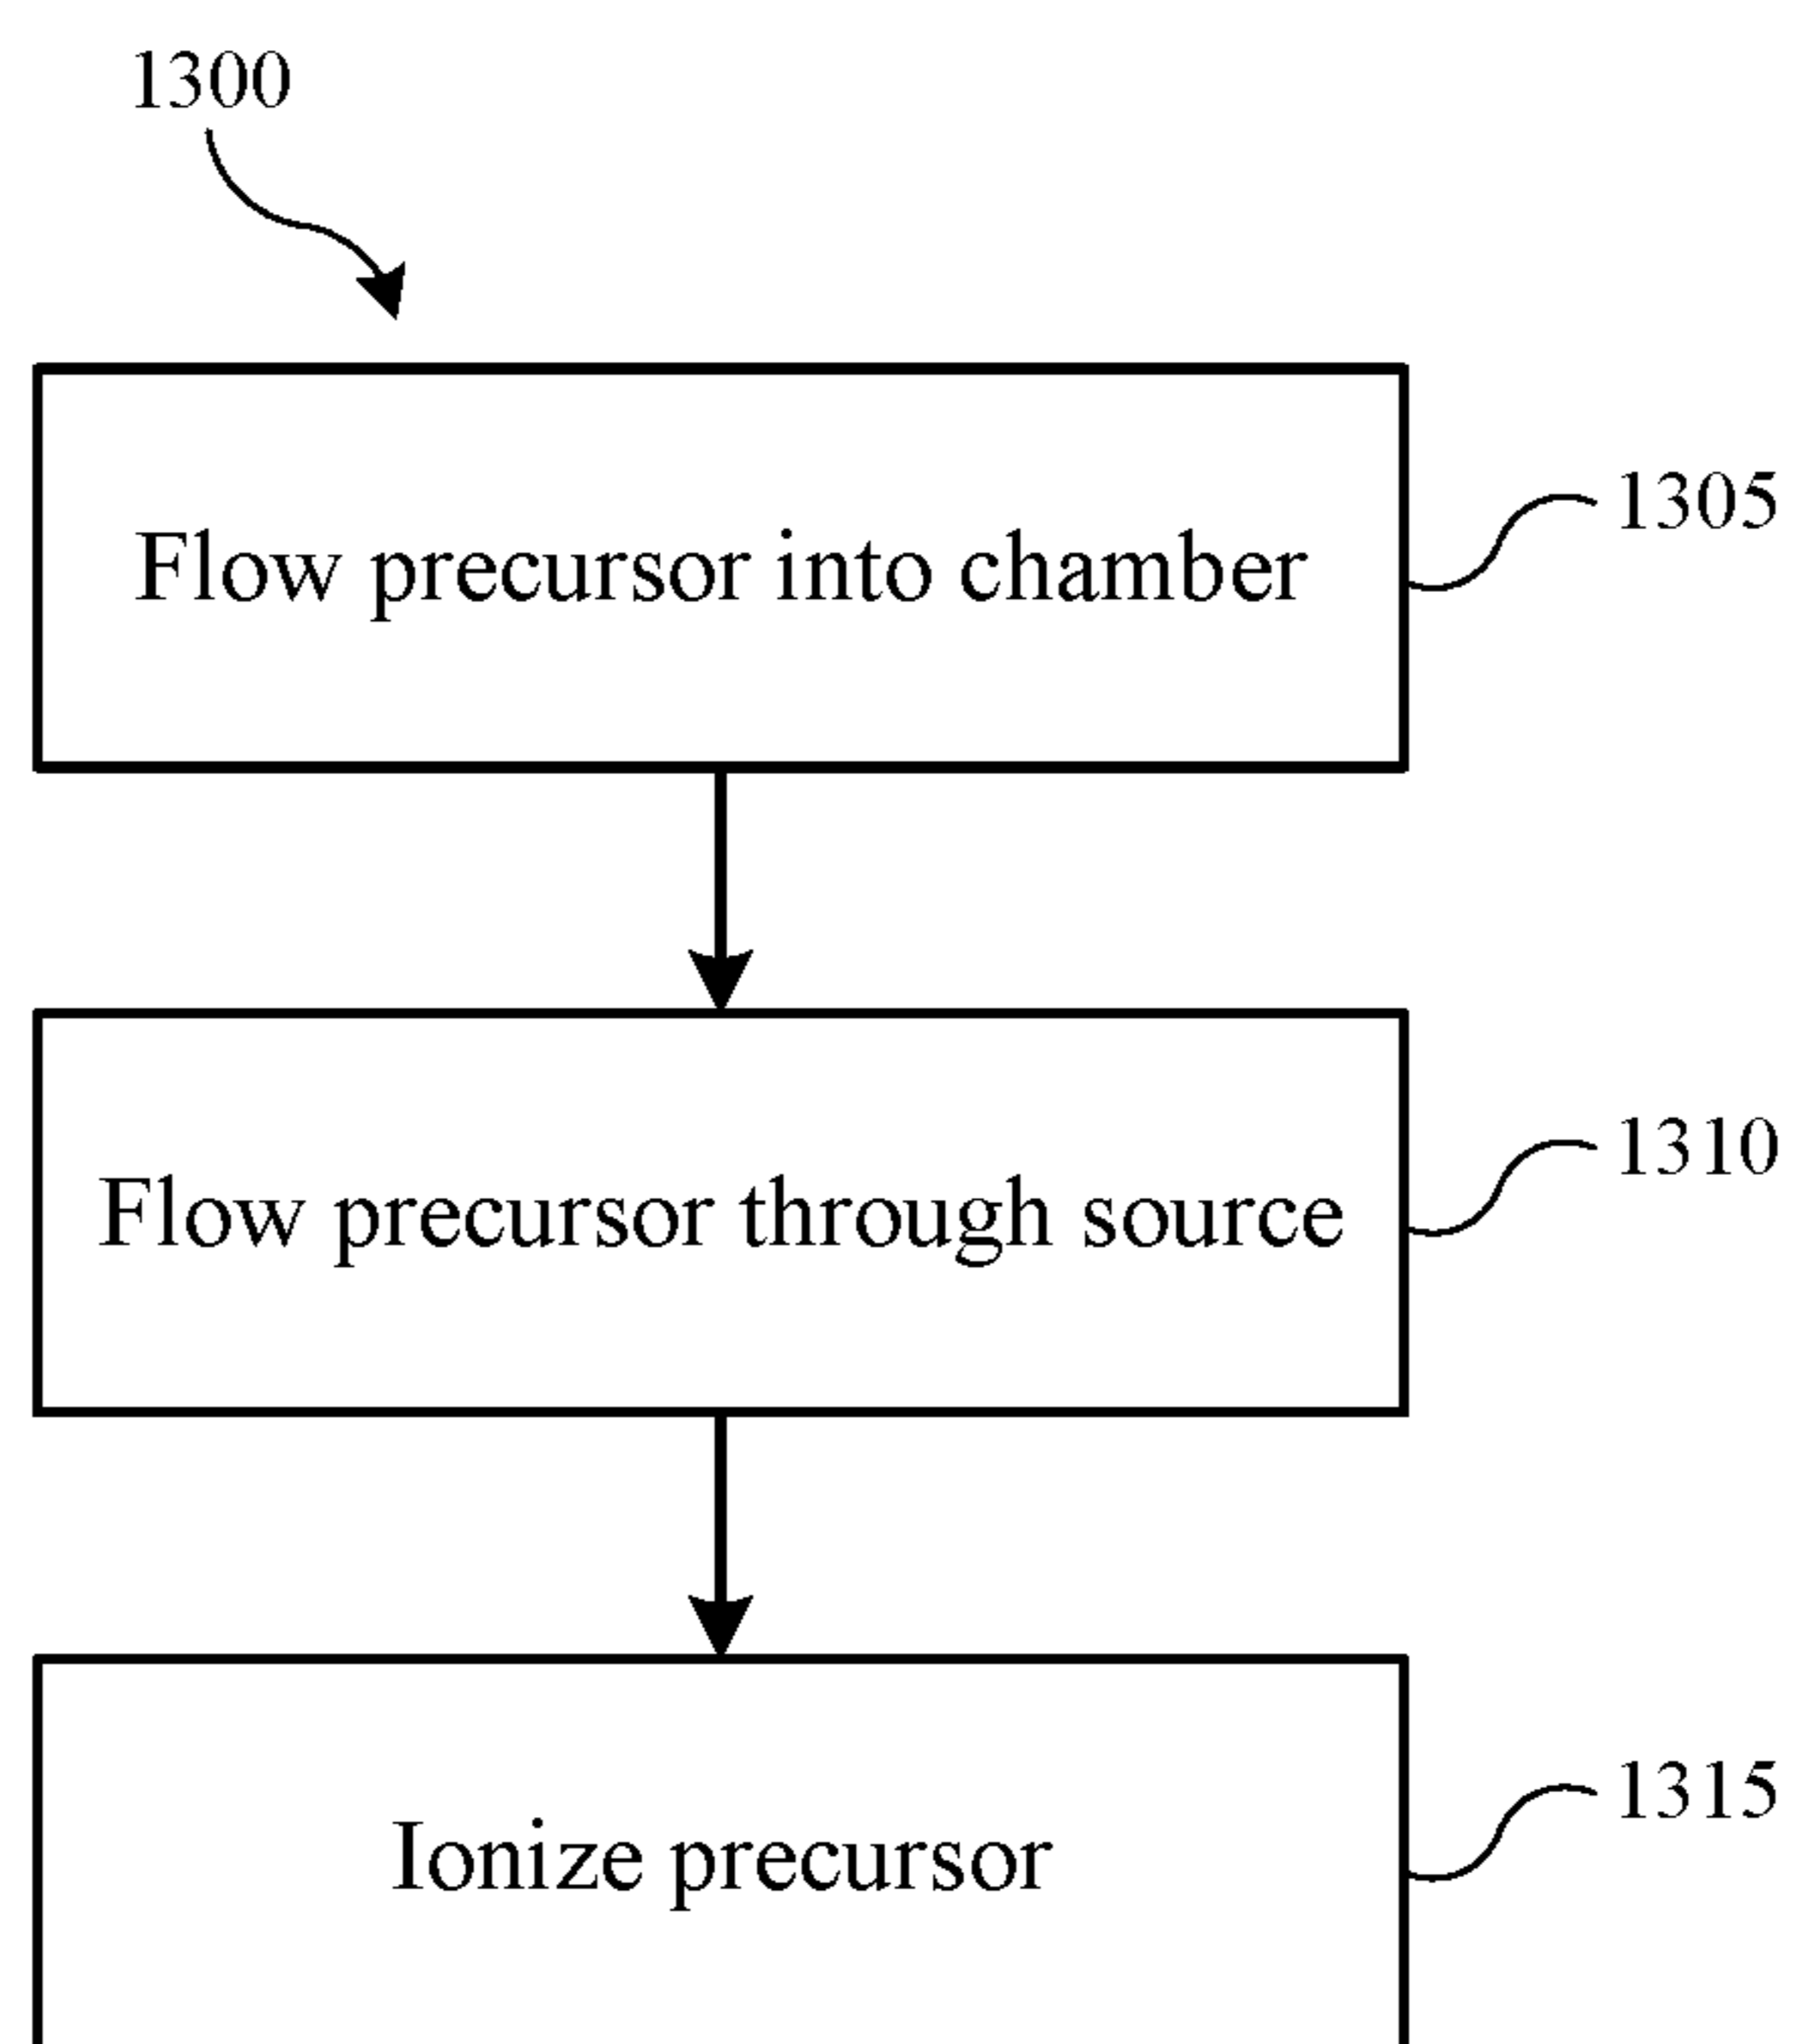 1300
Flow precursor into chamber
1305
Flow precursor through source
1310
Ionize precursor
1315